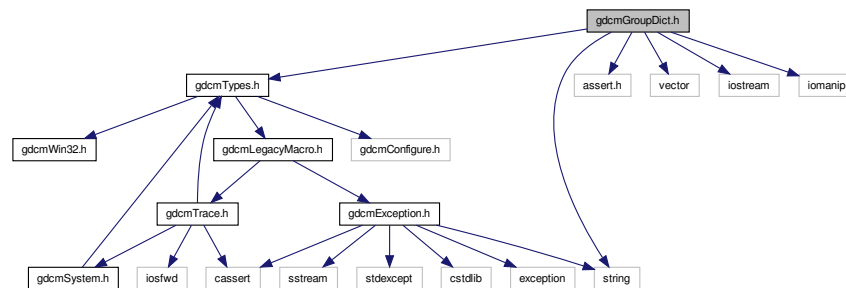 gdcmGroupDict.h
gdcmTypes.h
assert.h
vector
iostream
iomanip
gdcmWin32.h
gdcmLegacyMacro.h
gdcmConfigure.h
gdcmTrace.h
gdcmException.h
gdcmSystem.h
iosfwd
cassert
sstream
stdexcept
cstdlib
exception
string